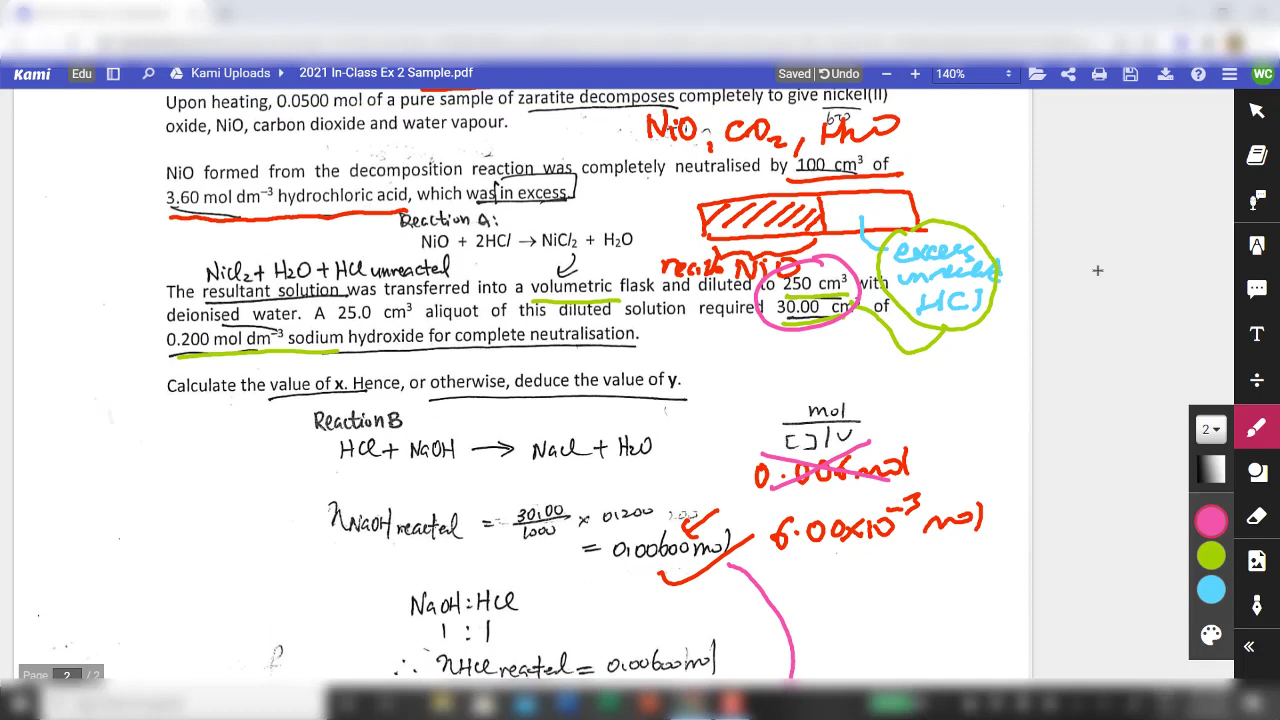 Kami Edu Kami Uploads 2021 In-Class Ex 2 Sample.pdf Saved Undo 140%
Upon heating, 0.0500 mol of a pure sample of zaratite decomposes completely to give nickel(II)
oxide, NiO, carbon dioxide and water vapour.
NiO, CO₂, H₂O
NiO formed from the decomposition reaction was completely neutralised by 100 cm³ of
3.60 mol dm⁻³ hydrochloric acid, which was in excess.
Reaction A:
NiO + 2HCl → NiCl₂ + H₂O
NiCl₂ + H₂O + HCl unreacted
NiO
excess
unreacted
HCl
The resultant solution was transferred into a volumetric flask and diluted to 250 cm³ with
deionised water. A 25.0 cm³ aliquot of this diluted solution required 30.00 cm³ of
0.200 mol dm⁻³ sodium hydroxide for complete neutralisation.
Calculate the value of x. Hence, or otherwise, deduce the value of y.
Reaction B
HCl + NaOH → NaCl + H₂O
mol
[ ] / V
0.006 mol
nNaOH reacted = 30.00/1000 × 0.200
= 0.00600 mol
6.00×10⁻³ mol
NaOH : HCl
1 : 1
∴ nHCl reacted = 0.00600 mol
Page 2 / 2
2